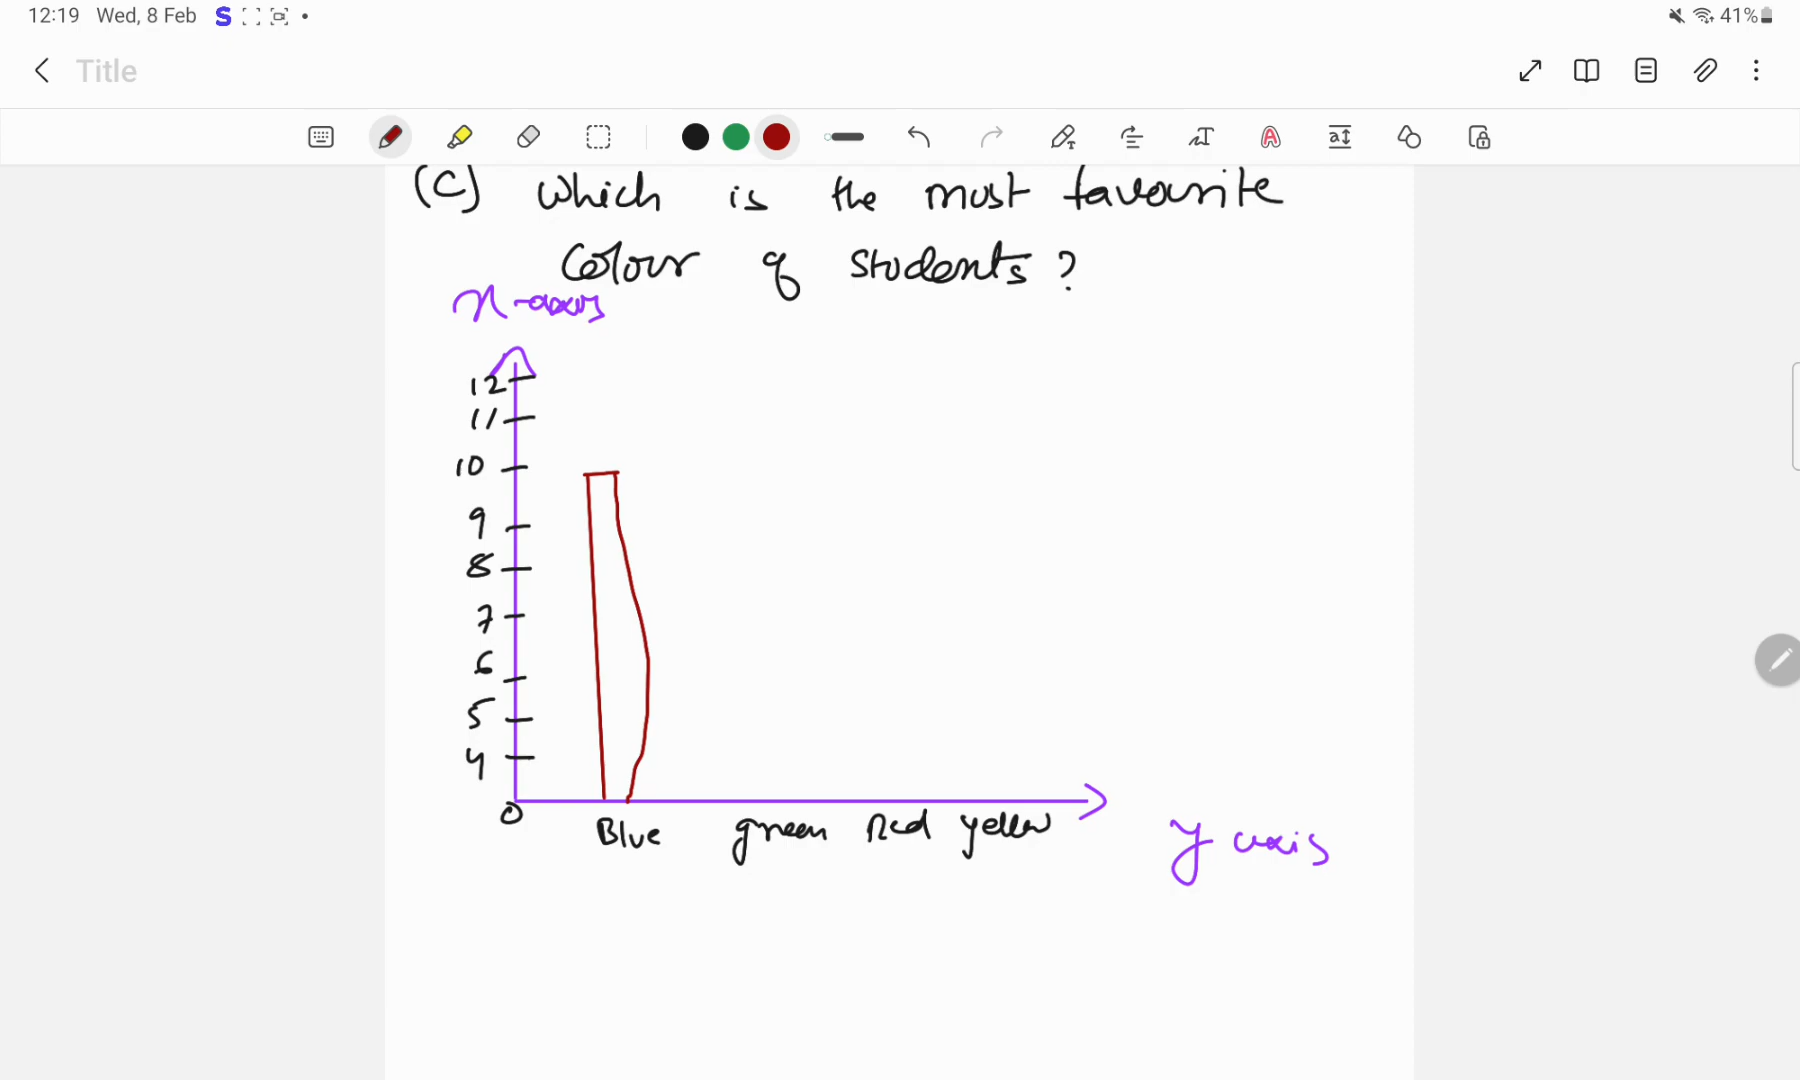 12:19 Wed, 8 Feb S
41%
Title
(C) which is the most favourite
Colour of students?
x-axis
12
11
10
9
8
7
6
5
4
0
Blue green Red yellow
y axis